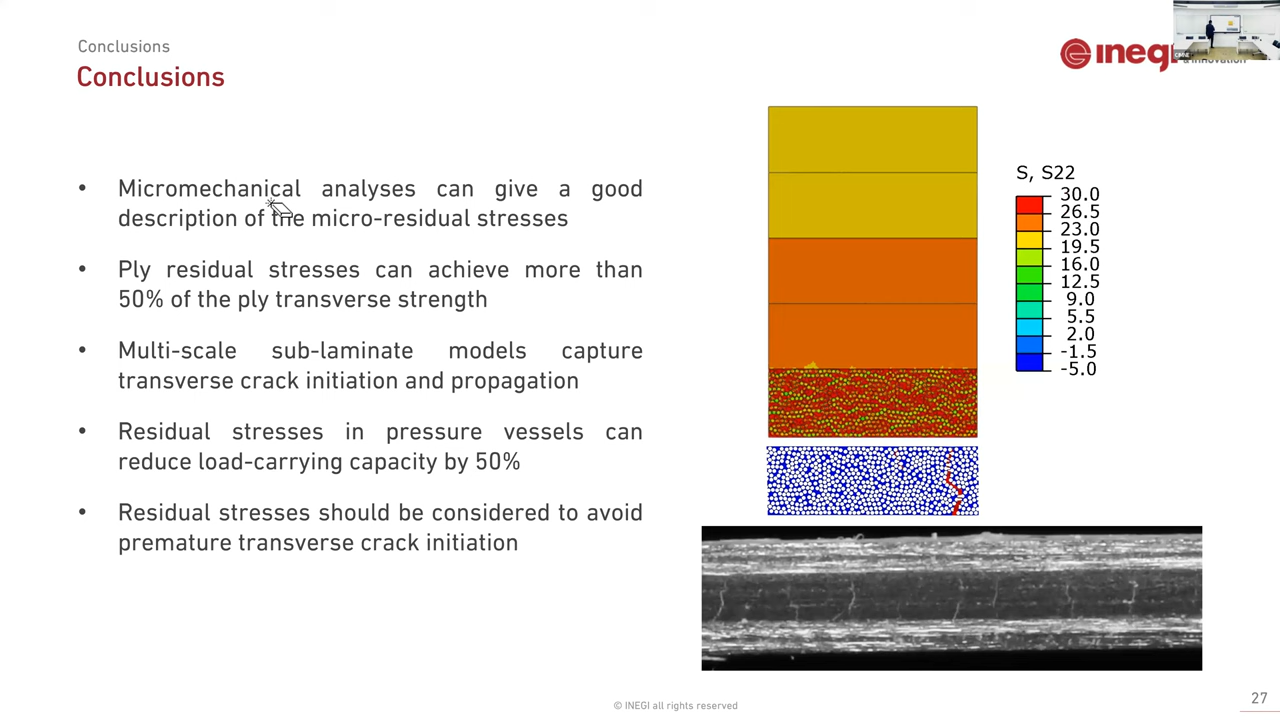 Conclusions
Conclusions
inegi
& innovation
• Micromechanical analyses can give a good
description of the micro-residual stresses
• Ply residual stresses can achieve more than
50% of the ply transverse strength
• Multi-scale sub-laminate models capture
transverse crack initiation and propagation
• Residual stresses in pressure vessels can
reduce load-carrying capacity by 50%
• Residual stresses should be considered to avoid
premature transverse crack initiation
S, S22
30.0
26.5
23.0
19.5
16.0
12.5
9.0
5.5
2.0
-1.5
-5.0
© INEGI all rights reserved
27